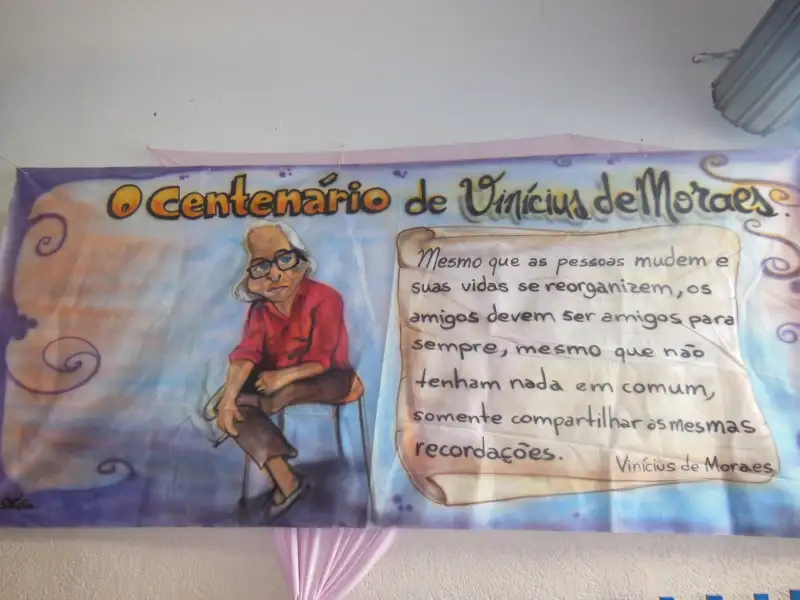 O Centenário de Vinícius de Moraes.
Mesmo que as pessoas mudem e
suas vidas se reorganizem, os
amigos devem ser amigos para
sempre, mesmo que não
tenham nada em comum,
somente compartilhar as mesmas
recordações.
Vinícius de Moraes